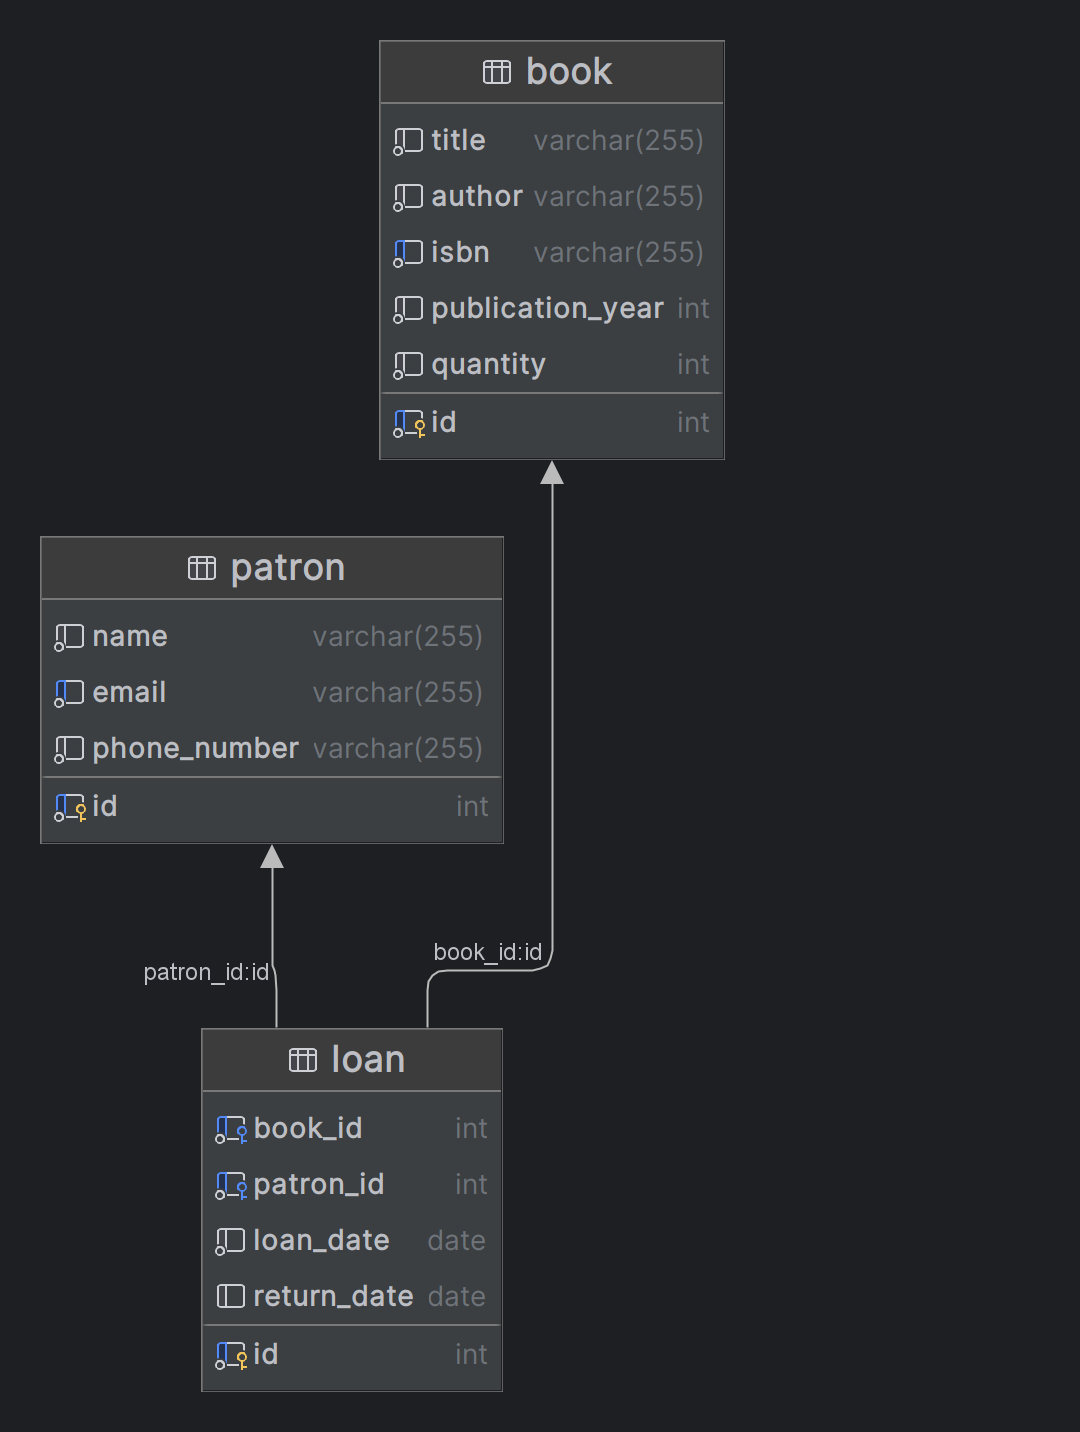 book
title varchar(255)
author varchar(255)
isbn varchar(255)
publication_year int
quantity int
id int
patron
name varchar(255)
email varchar(255)
phone_number varchar(255)
id int
book_id:id
patron_id:id
loan
book_id int
patron_id int
loan_date date
return_date date
id int